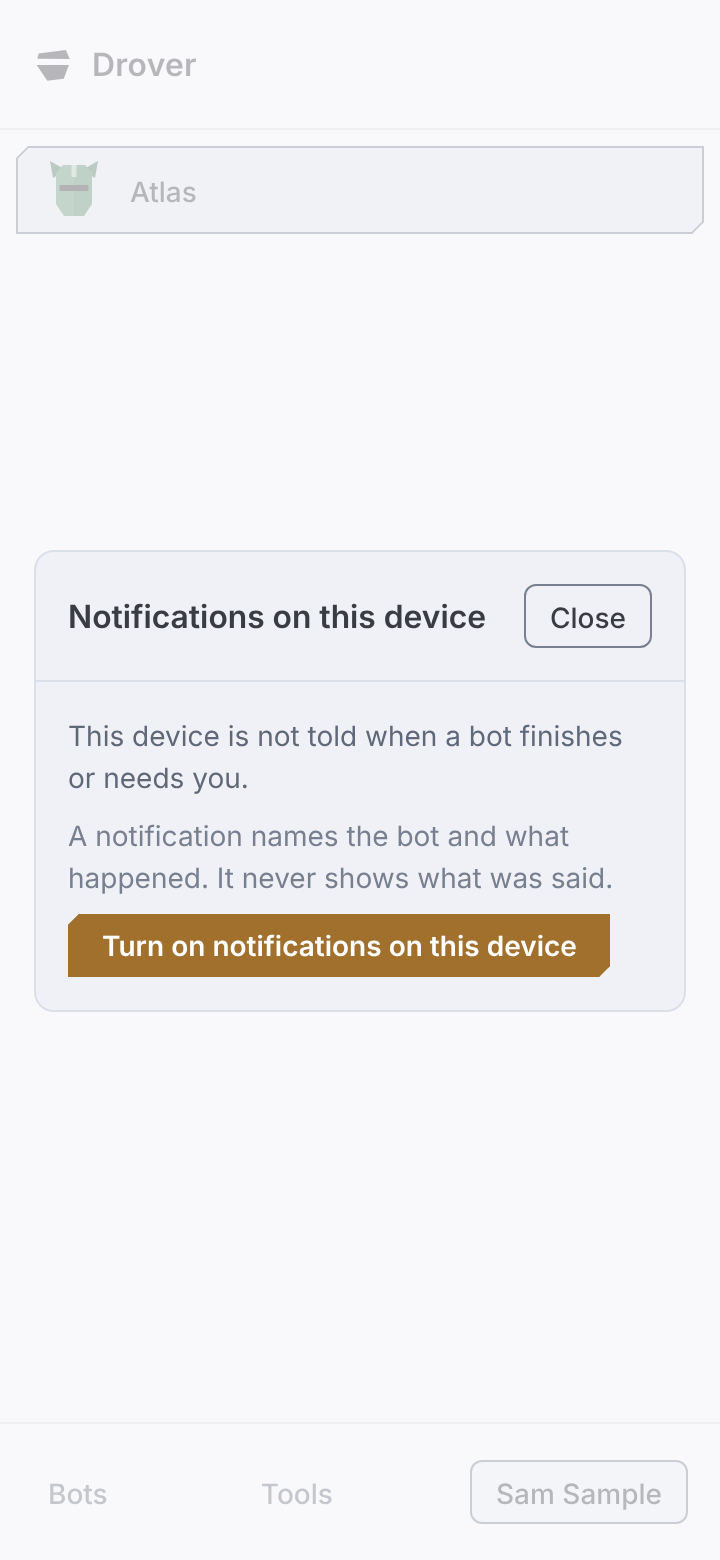 Drover
Atlas
Notifications on this device
Close
This device is not told when a bot finishes
or needs you.
A notification names the bot and what
happened. It never shows what was said.
Turn on notifications on this device
Bots
Tools
Sam Sample